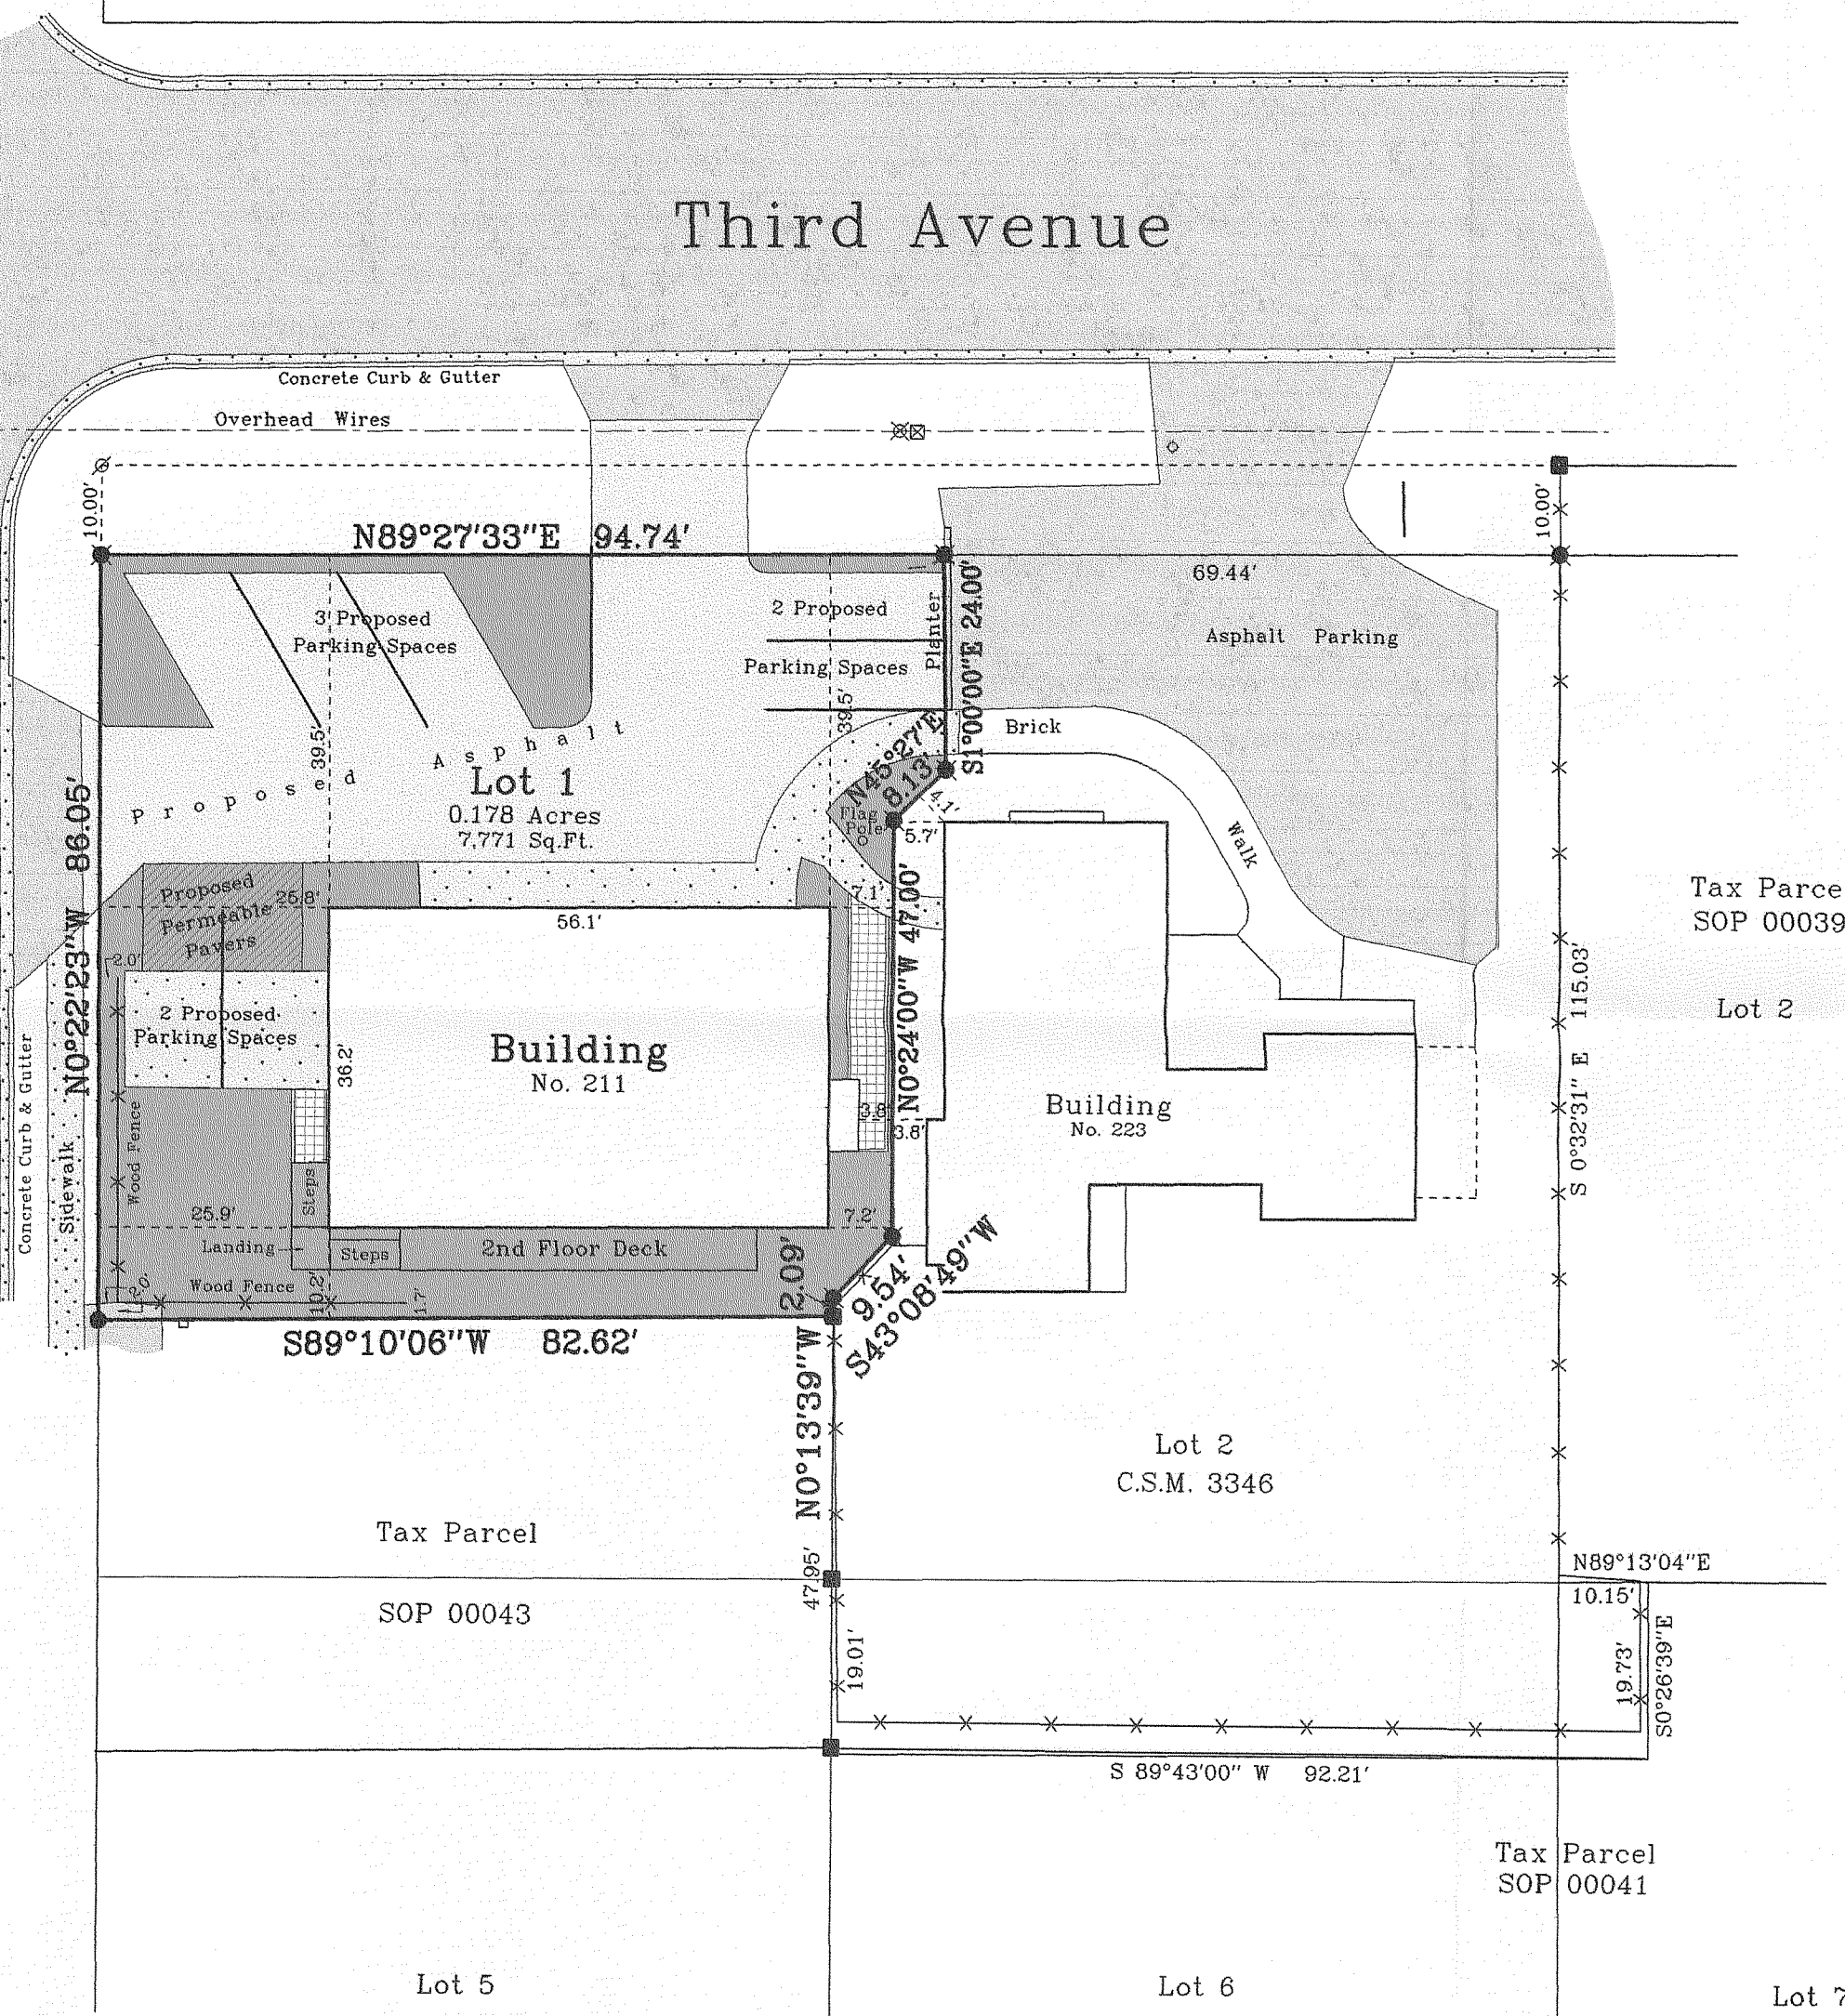 Third Avenue
Concrete Curb & Gutter
Overhead Wires
10.00'
N89°27'33"E 94.74'
10.00'
69.44'
3 Proposed
Parking Spaces
2 Proposed
Parking Spaces
Planter
S1°00'00"E 24.00'
Asphalt Parking
39.5'
39.5'
Proposed Asphalt
Lot 1
0.178 Acres
7,771 Sq.Ft.
N45°27'E
8.13'
4.1'
Flag
Pole
5.7'
Brick
Walk
N0°22'23"W 86.05'
Proposed
Permeable
Pavers
25.8'
56.1'
7.1'
N0°24'00"W 47.00'
2.0'
2 Proposed
Parking Spaces
36.2'
Building
No. 211
3.8'
3.8'
Building
No. 223
Tax Parce
SOP 00039
Lot 2
S 0°32'31" E 115.03'
Concrete Curb & Gutter
Sidewalk
Wood Fence
Steps
25.9'
7.2'
Landing
Steps
2nd Floor Deck
Wood Fence
2.0'
10.2'
1.7'
2.09'
9.54'
S43°08'49"W
S89°10'06"W 82.62'
N0°13'39"W
47.95'
Lot 2
C.S.M. 3346
Tax Parcel
SOP 00043
N89°13'04"E
10.15'
19.01'
19.73'
S0°26'39"E
S 89°43'00" W 92.21'
Tax Parcel
SOP 00041
Lot 5
Lot 6
Lot 7